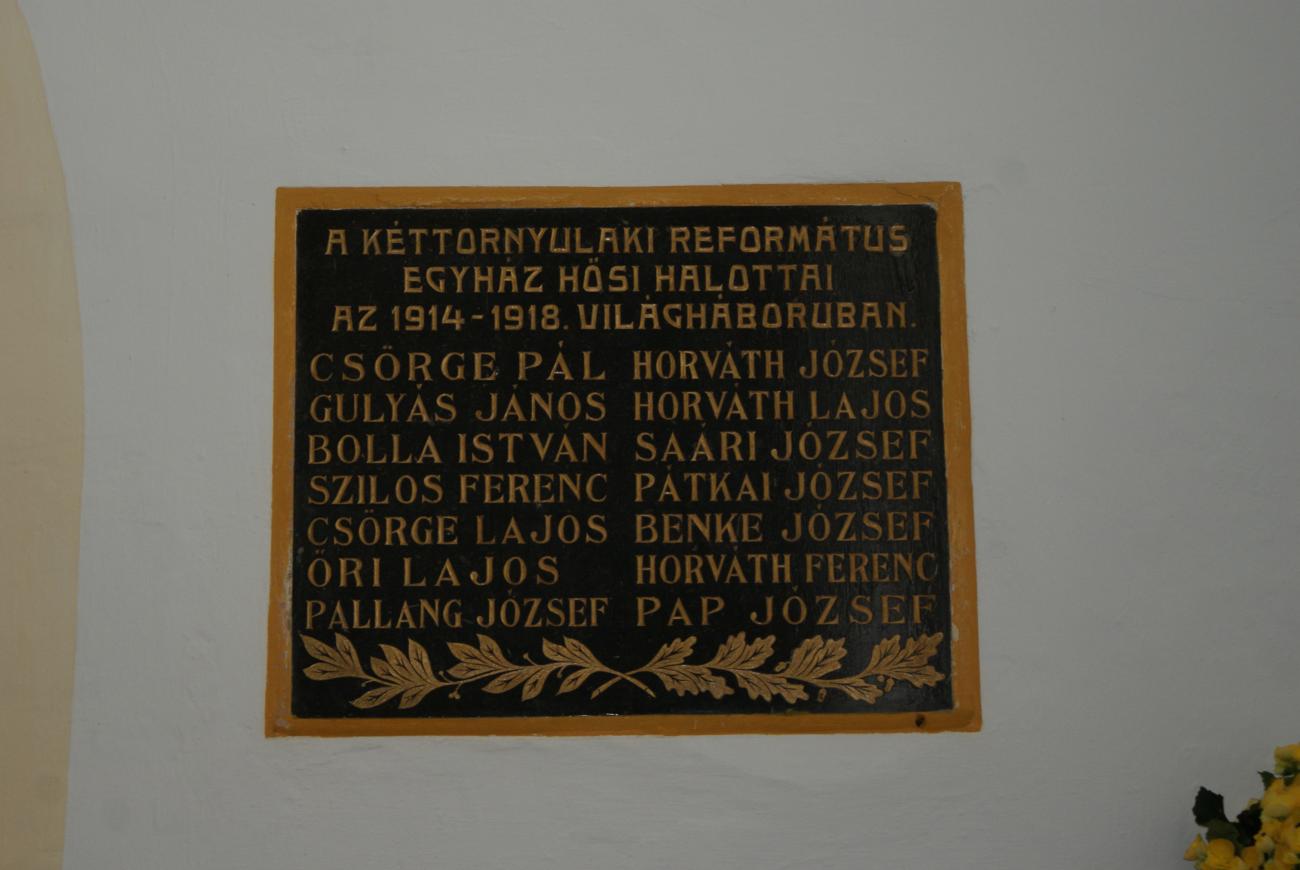 A KÉTTORNYULAKI REFORMÁTUS
EGYHÁZ HŐSI HALOTTAI
AZ 1914-1918. VILÁGHÁBORUBAN.
CSÖRGE PÁL HORVÁTH JÓZSEF
GULYÁS JÁNOS HORVÁTH LAJOS
BOLLA ISTVÁN SAÁRI JÓZSEF
SZILOS FERENC PÁTKAI JÓZSEF
CSÖRGE LAJOS BENKE JÓZSEF
ŐRI LAJOS HORVÁTH FERENC
PALLANG JÓZSEF PAP JÓZSEF